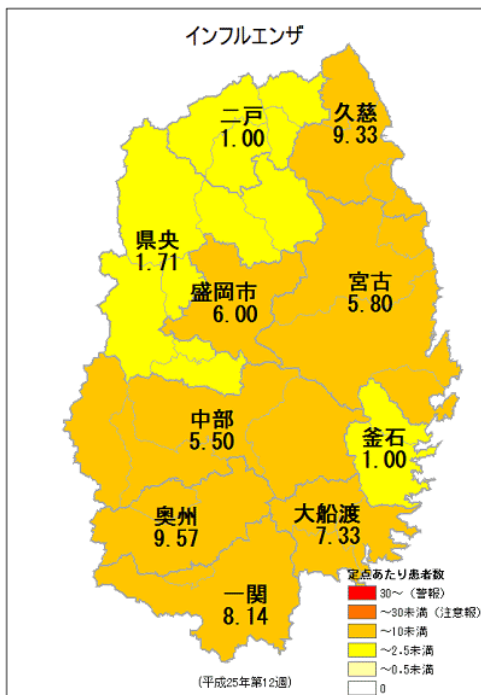 インフルエンザ
久慈
9.33
二戸
1.00
県央
1.71
盛岡市
6.00
宮古
5.80
中部
5.50
釜石
1.00
奥州
9.57
大船渡
7.33
一関
8.14
定点あたり患者数
30～（警報）
～30未満（注意報）
～10未満
～2.5未満
～0.5未満
0
(平成25年第12週)